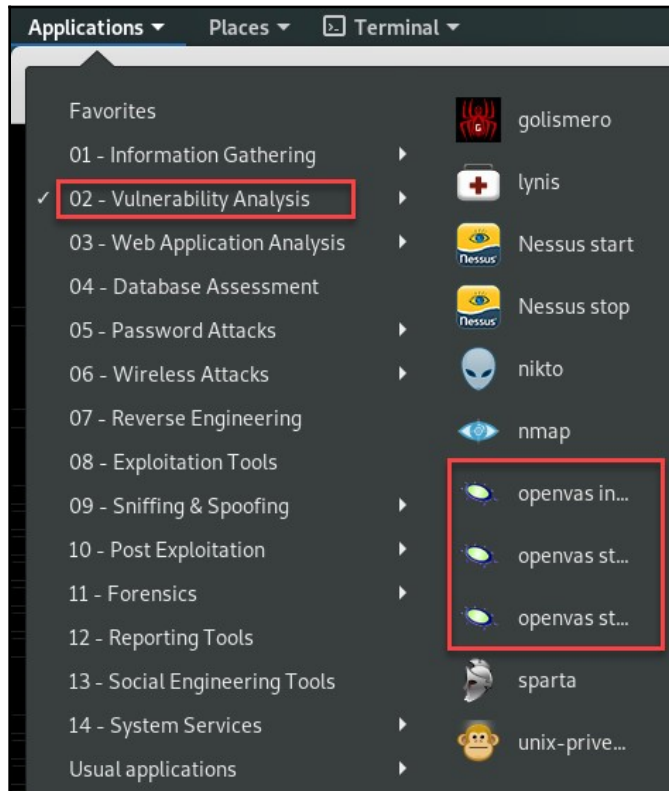 Applications Places Terminal
Favorites
01 - Information Gathering
✓ 02 - Vulnerability Analysis
03 - Web Application Analysis
04 - Database Assessment
05 - Password Attacks
06 - Wireless Attacks
07 - Reverse Engineering
08 - Exploitation Tools
09 - Sniffing & Spoofing
10 - Post Exploitation
11 - Forensics
12 - Reporting Tools
13 - Social Engineering Tools
14 - System Services
Usual applications
G
golismero
lynis
Nessus
Nessus start
Nessus
Nessus stop
nikto
nmap
openvas in...
openvas st...
openvas st...
sparta
unix-prive...